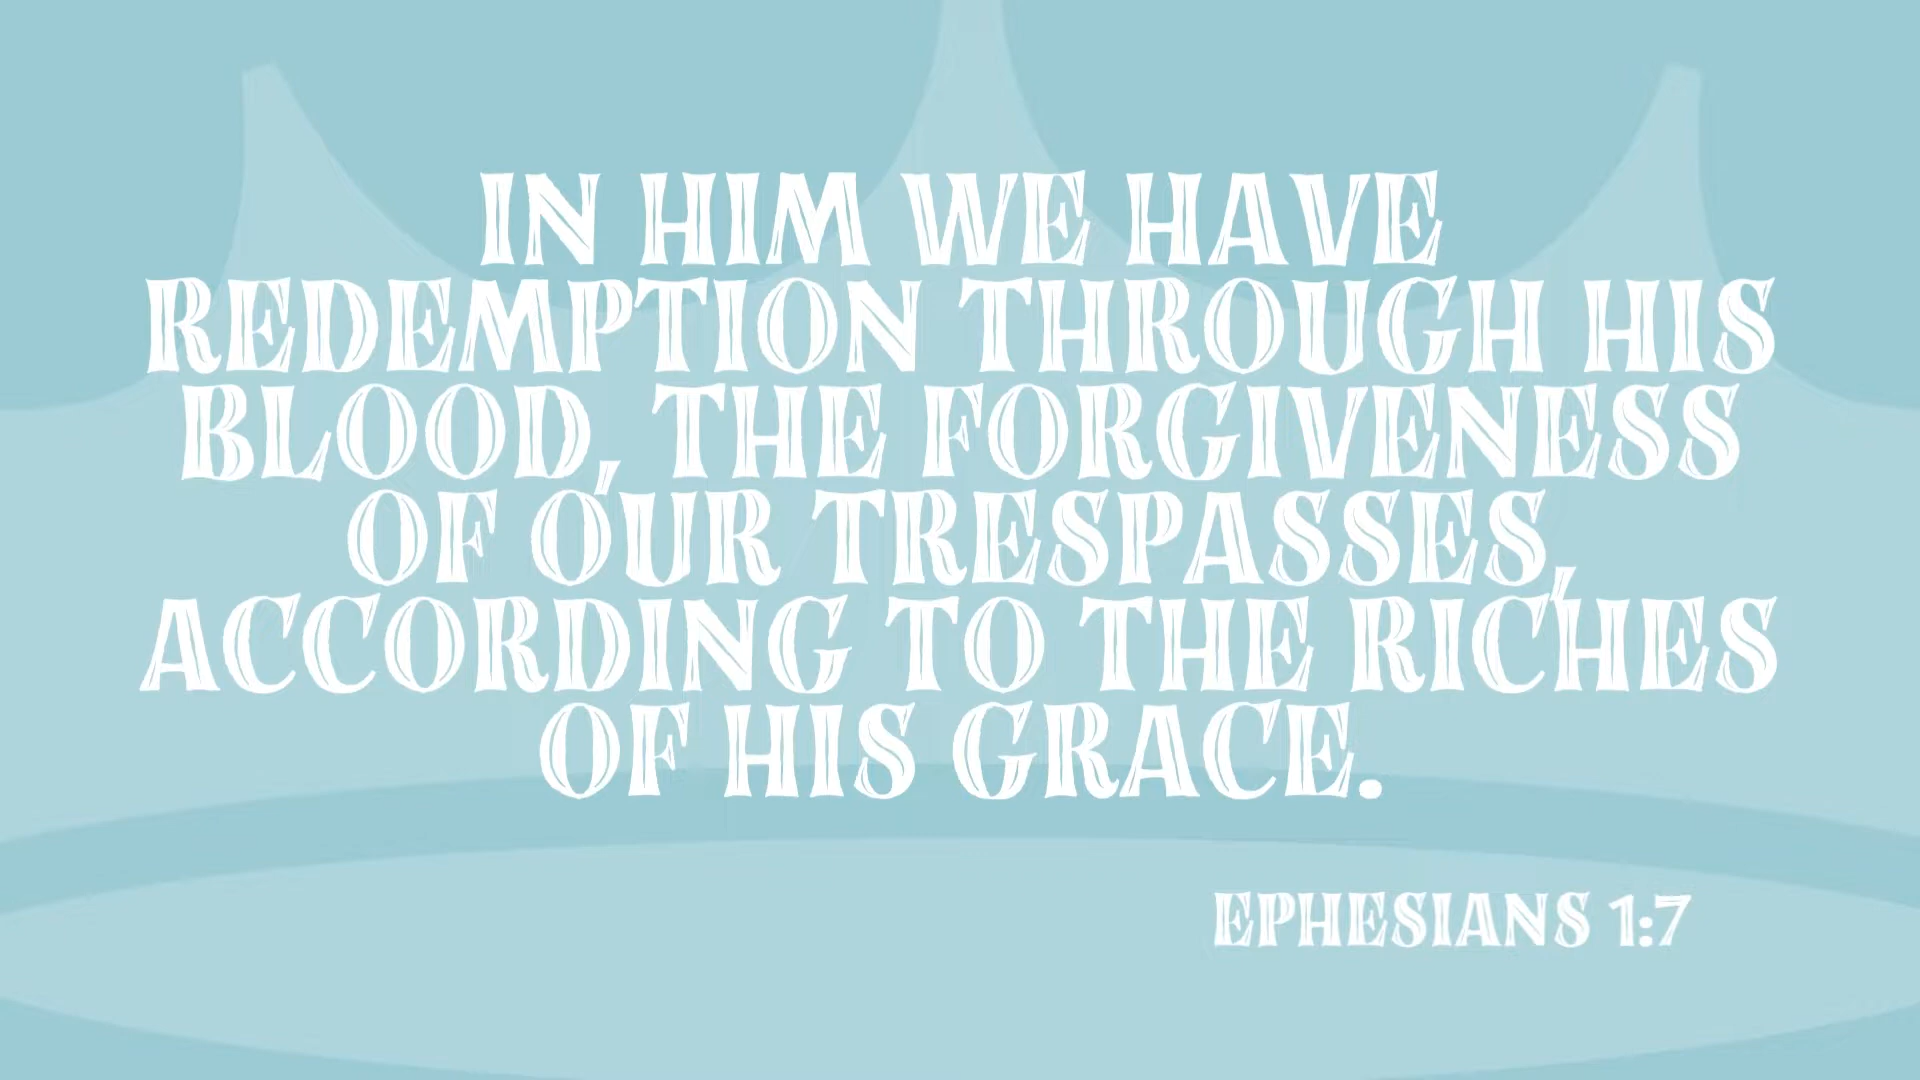 IN HIM WE HAVE
REDEMPTION THROUGH HIS
BLOOD, THE FORGIVENESS
OF OUR TRESPASSES,
ACCORDING TO THE RICHES
OF HIS GRACE.
EPHESIANS 1:7